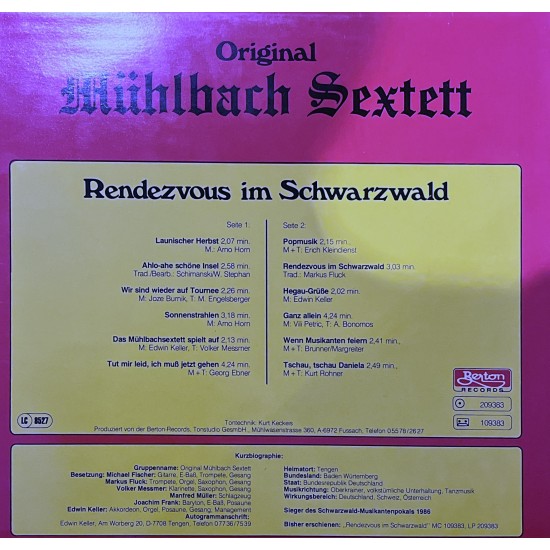 Original
Mühlbach Sextett
Rendezvous im Schwarzwald
Seite 1:
Launischer Herbst 2,07 min.
M: Arno Horn
Ahlo-ahe schöne Insel 2,58 min.
Trad./Bearb.: Schimanski/W. Stephan
Wir sind wieder auf Tournee 2,26 min.
M: Joze Burnik, T: M. Engelsberger
Sonnenstrahlen 3,18 min.
M: Arno Horn
Das Mühlbachsextett spielt auf 2,13 min.
M: Edwin Keller, T: Volker Messmer
Tut mir leid, ich muß jetzt gehen 4,24 min.
M+T: Georg Ebner
Seite 2:
Popmusik 2,15 min.
M+T: Erich Kleindienst
Rendezvous im Schwarzwald 3,03 min.
Trad.: Markus Fluck
Hegau-Grüße 2,02 min.
M: Edwin Keller
Ganz allein 4,24 min.
M: Vili Petric, T: A. Bonomos
Wenn Musikanten feiern 2,41 min.,
M+T: Brunner/Margreiter
Tschau, tschau Daniela 2,49 min.,
M+T: Kurt Rohner
Berton
RECORDS
209383
109383
LC 8527
Tontechnik: Kurt Keckeis
Produziert von der Berton-Records, Tonstudio GesmbH., Mühlwasenstrasse 360, A-6972 Fussach, Telefon 05578/2627
Kurzbiographie:
Gruppenname: Original Mühlbach Sextett
Besetzung: Michael Fischer: Gitarre, E-Baß, Trompete, Gesang
Markus Fluck: Trompete, Orgel, Saxophon, Gesang
Volker Messmer: Klarinette, Saxophon, Gesang
Manfred Müller: Schlagzeug
Joachim Frank: Baryton, E-Baß, Posaune
Edwin Keller: Akkordeon, Orgel, Posaune, Gesang, Management
Autogrammanschrift:
Edwin Keller, Am Worberg 20, D-7708 Tengen, Telefon 07736/7539
Heimatort: Tengen
Bundesland: Baden Würtemberg
Staat: Bundesrepublik Deutschland
Musikrichtung: Oberkrainer, volkstümliche Unterhaltung, Tanzmusik
Wirkungsbereich: Deutschland, Schweiz, Österreich
Sieger des Schwarzwald-Musikantenpokals 1986
Bisher erschienen: „Rendezvous im Schwarzwald" MC 109383, LP 209383